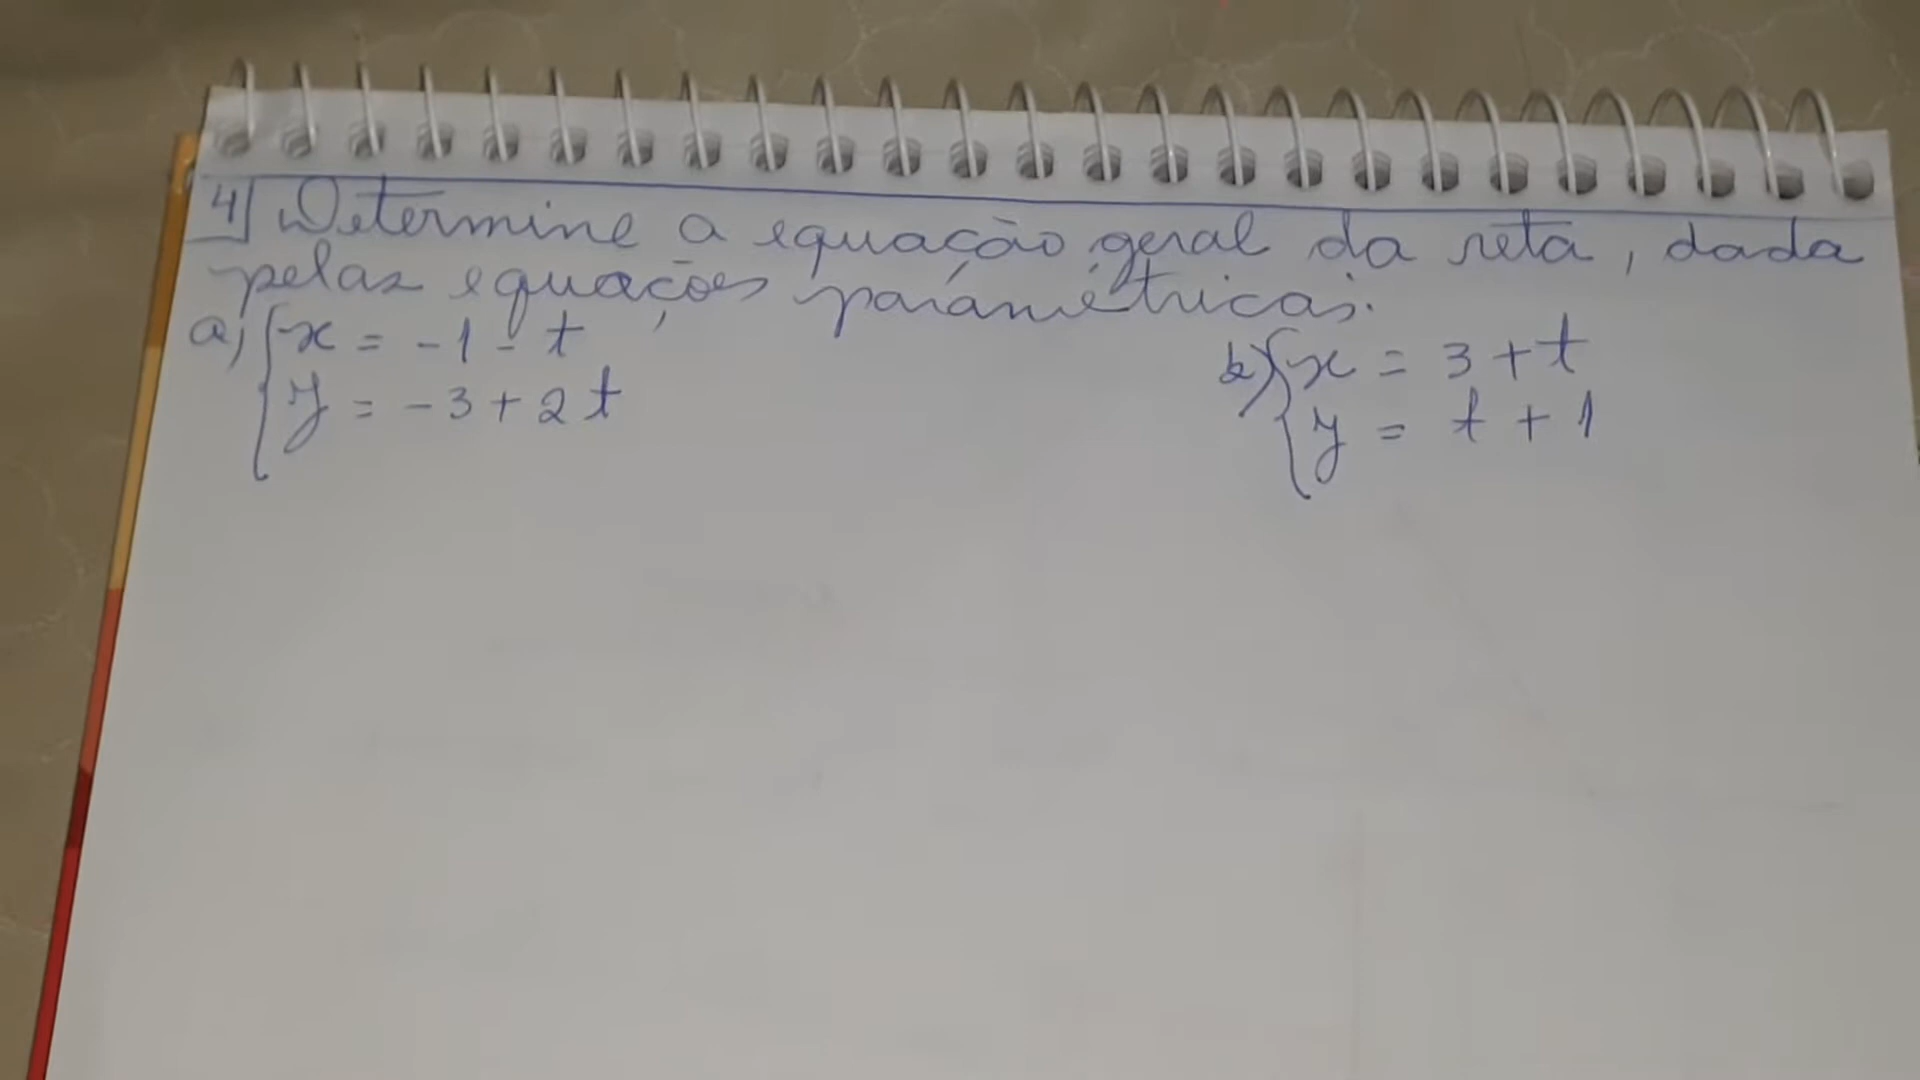 4] Determine a equação geral da reta, dada
pelas equações paramétricas.
a) { x = -1 - t
y = -3 + 2t
b) { x = 3 + t
y = t + 1